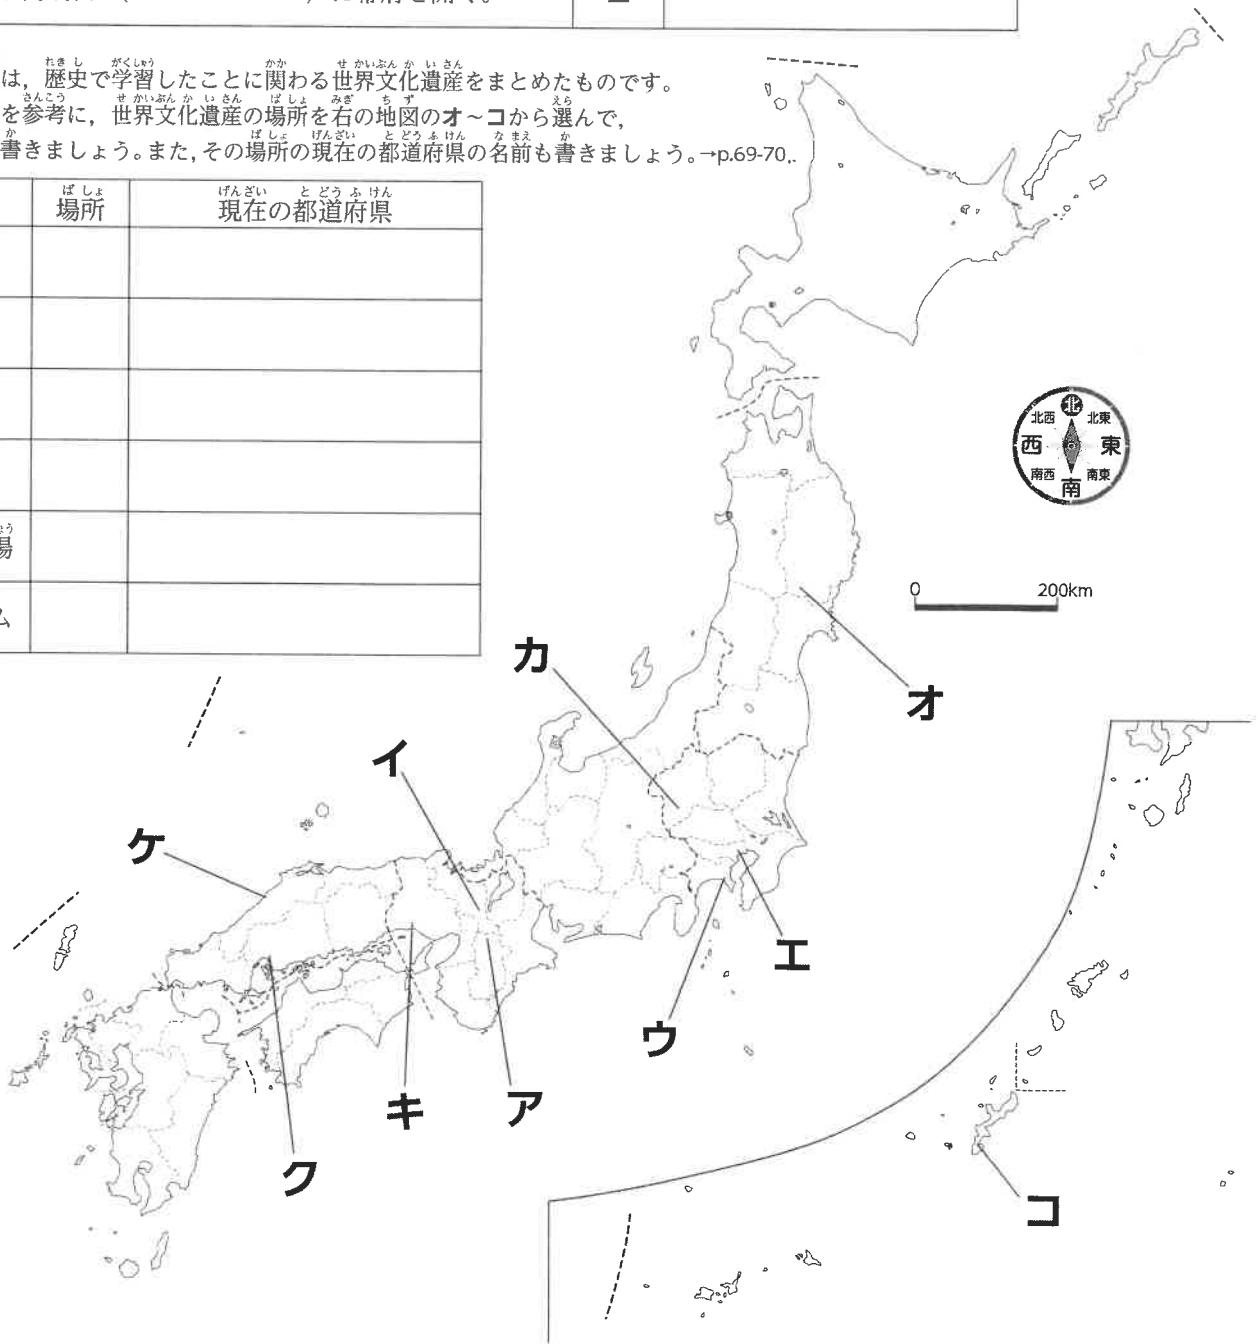 は，歴史で学習したことに関わる世界文化遺産をまとめたものです。
を参考に，世界文化遺産の場所を右の地図のオ～コから選んで，
書きましょう。また，その場所の現在の都道府県の名前も書きましょう。→p.69-70,.
場所
現在の都道府県
場
ム
北
北西
北東
西
東
南西
南東
南
0
200km
カ
オ
イ
ケ
エ
ウ
キ
ア
ク
コ